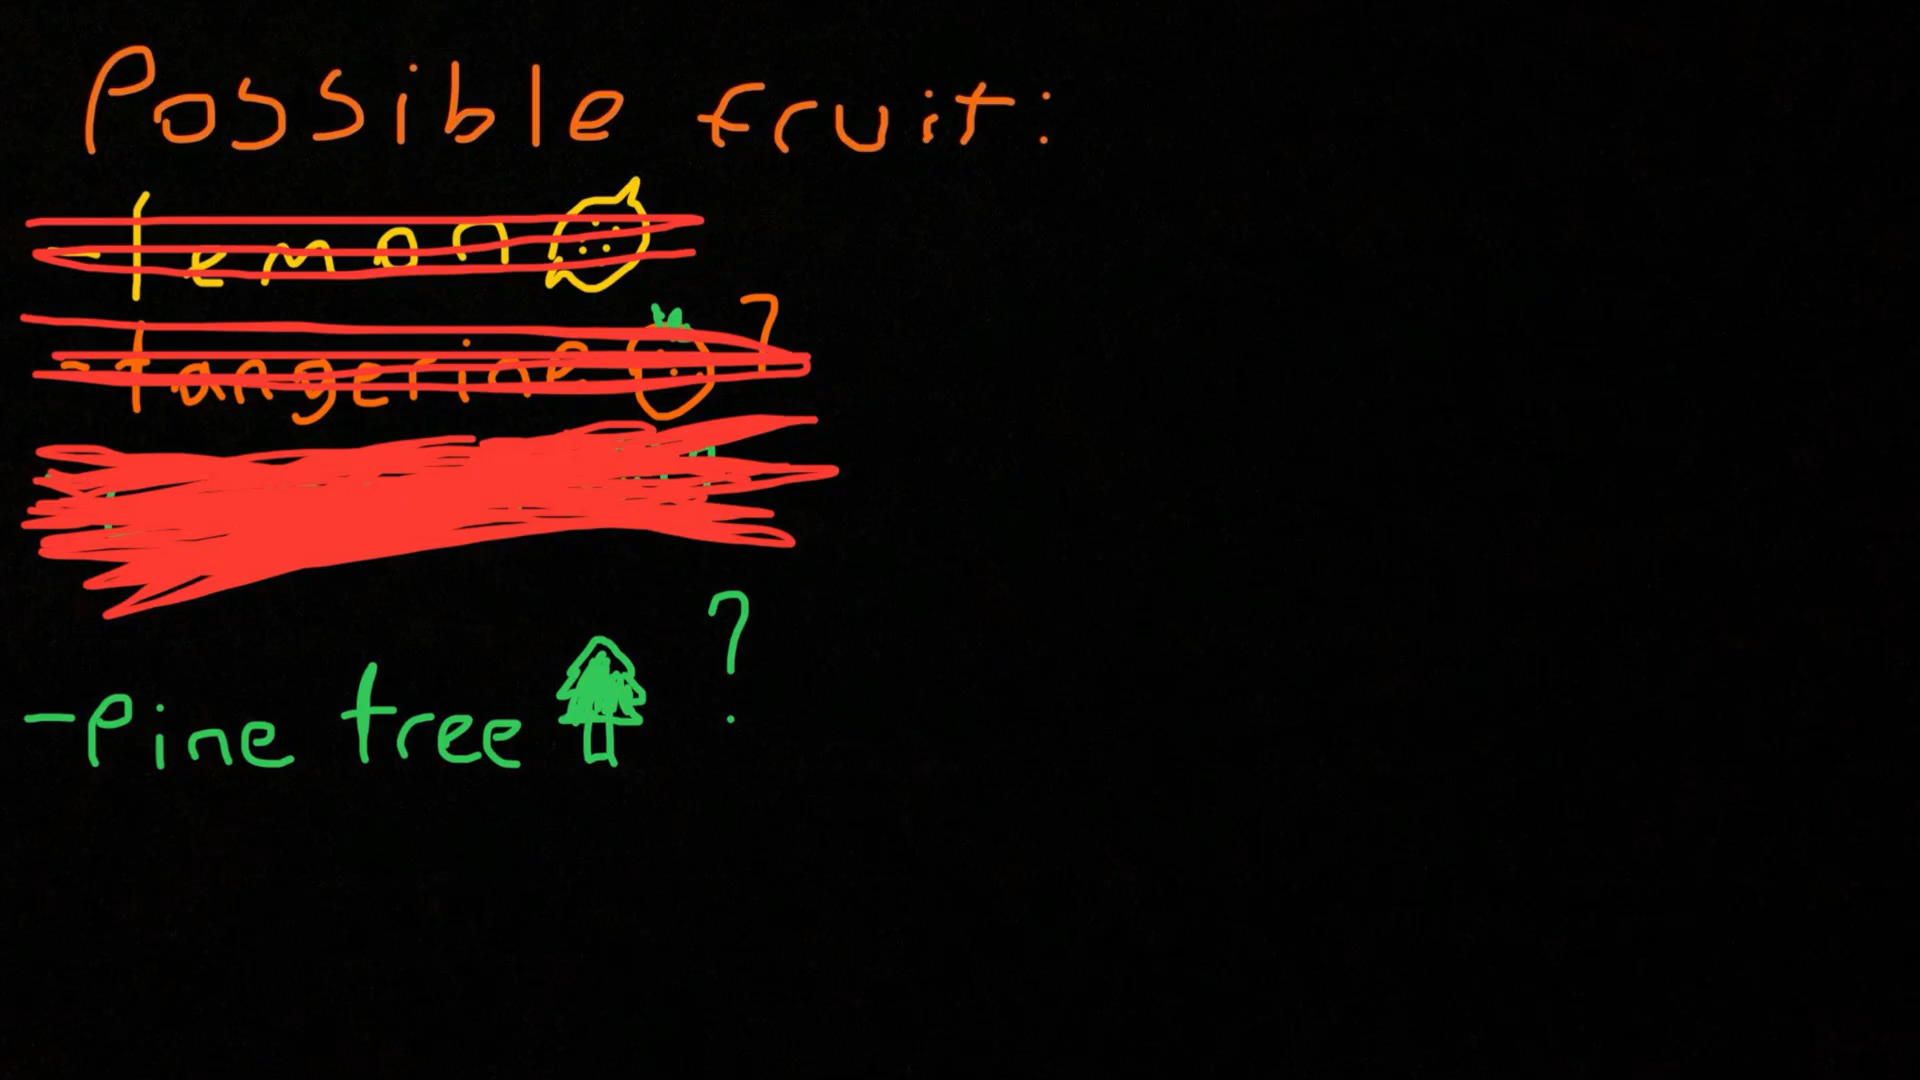 Possible fruit:
-lemon
-tangerine ?
-Pine tree ?